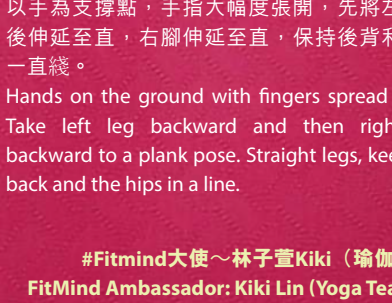 以手為支撐點，手指大幅度張開，先將左
後伸延至直，右腳伸延至直，保持後背和
一直綫。
Hands on the ground with fingers spread
Take left leg backward and then righ
backward to a plank pose. Straight legs, kee
back and the hips in a line.
#Fitmind大使～林子萱Kiki（瑜伽
FitMind Ambassador: Kiki Lin (Yoga Tea